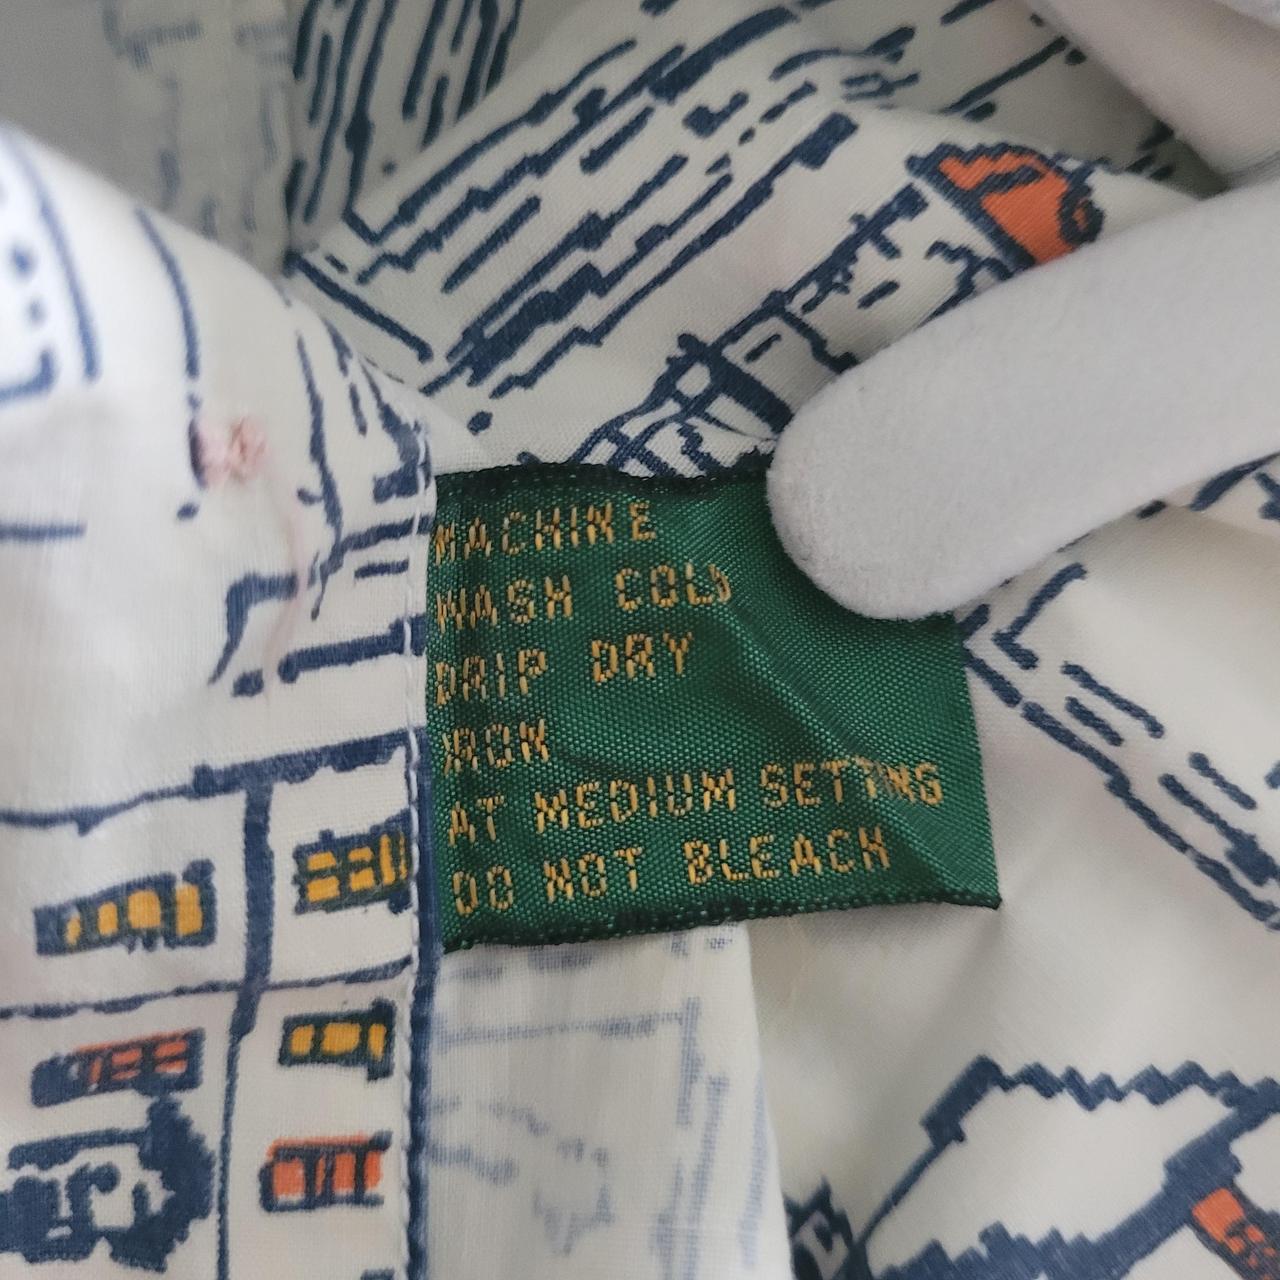 MACHINE
WASH COLD
DRIP DRY
IRON
AT MEDIUM SETTING
DO NOT BLEACH